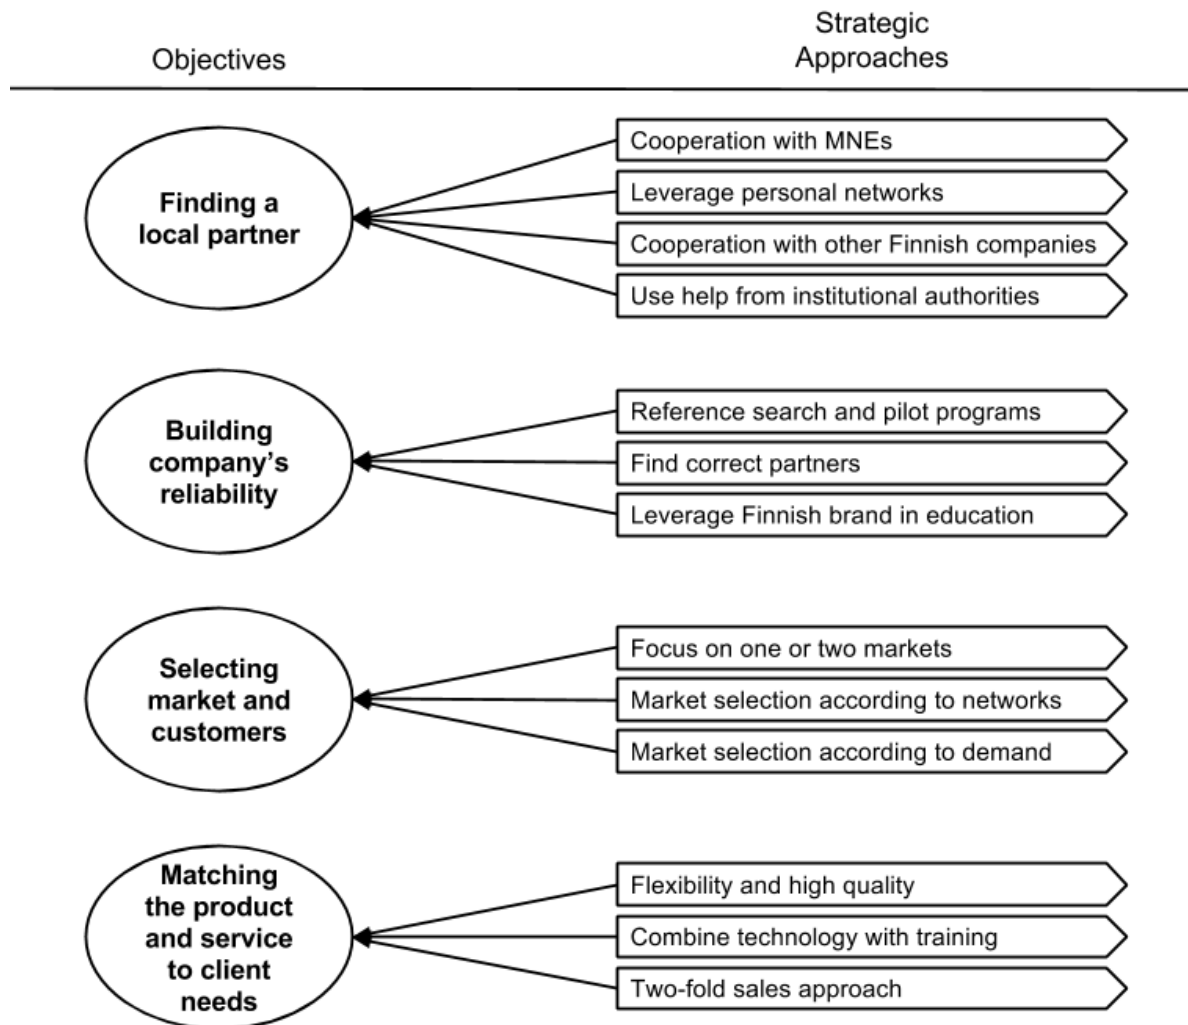 Objectives
Strategic
Approaches
Finding a
local partner
Cooperation with MNEs
Leverage personal networks
Cooperation with other Finnish companies
Use help from institutional authorities
Building
company’s
reliability
Reference search and pilot programs
Find correct partners
Leverage Finnish brand in education
Selecting
market and
customers
Focus on one or two markets
Market selection according to networks
Market selection according to demand
Matching
the product
and service
to client
needs
Flexibility and high quality
Combine technology with training
Two-fold sales approach